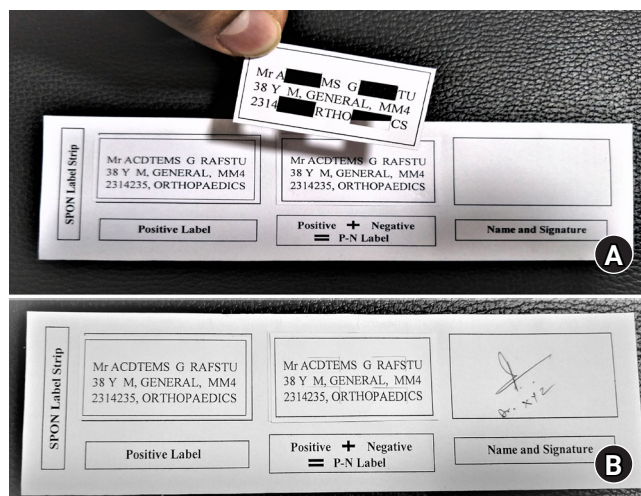 Mr A MS G TU
38 Y M, GENERAL, MM4
2314 RTHO CS
SPON Label Strip
Mr ACDTEMS G RAFSTU
38 Y M, GENERAL, MM4
2314235, ORTHOPAEDICS
Positive Label
Mr ACDTEMS G RAFSTU
38 Y M, GENERAL, MM4
2314235, ORTHOPAEDICS
Positive + Negative
= P-N Label
Name and Signature
A
SPON Label Strip
Mr ACDTEMS G RAFSTU
38 Y M, GENERAL, MM4
2314235, ORTHOPAEDICS
Positive Label
Mr ACDTEMS G RAFSTU
38 Y M, GENERAL, MM4
2314235, ORTHOPAEDICS
Positive + Negative
= P-N Label
Dr. XYZ
Name and Signature
B